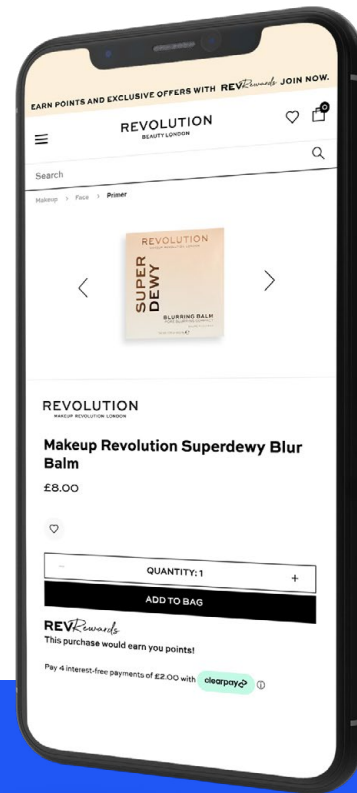 EARN POINTS AND EXCLUSIVE OFFERS WITH REVRewards JOIN NOW.
REVOLUTION
BEAUTY LONDON
0
Search
Makeup > Face > Primer
REVOLUTION
SUPER
DEWY
BLURRING BALM
REVOLUTION
MAKEUP REVOLUTION LONDON
Makeup Revolution Superdewy Blur
Balm
£8.00
- QUANTITY: 1 +
ADD TO BAG
REVRewards
This purchase would earn you points!
Pay 4 interest-free payments of £2.00 with clearpay